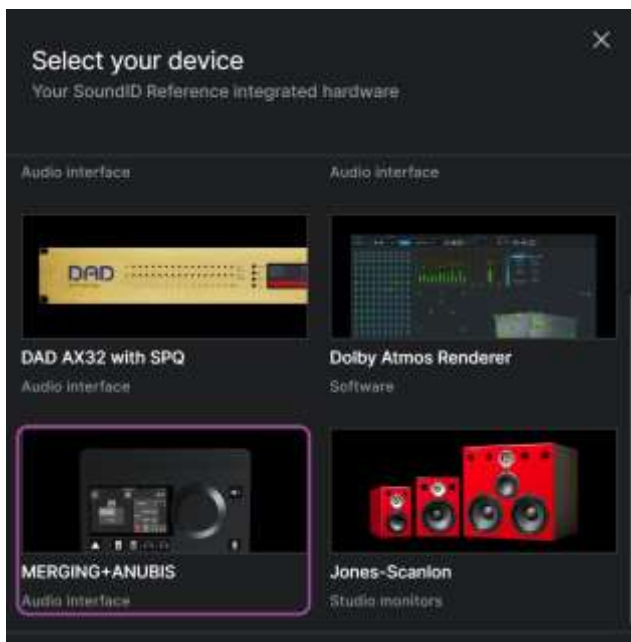 Select your device
Your SoundID Reference integrated hardware
Audio interface
Audio interface
DAD
DAD AX32 with SPQ
Audio interface
Dolby Atmos Renderer
Software
MERGING+ANUBIS
Audio interface
Jones-Scanlon
Studio monitors